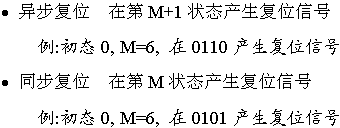 • 异步复位 在第 M+1 状态产生复位信号
例:初态 0, M=6, 在 0110 产生复位信号
• 同步复位 在第 M 状态产生复位信号
例:初态 0, M=6, 在 0101 产生复位信号